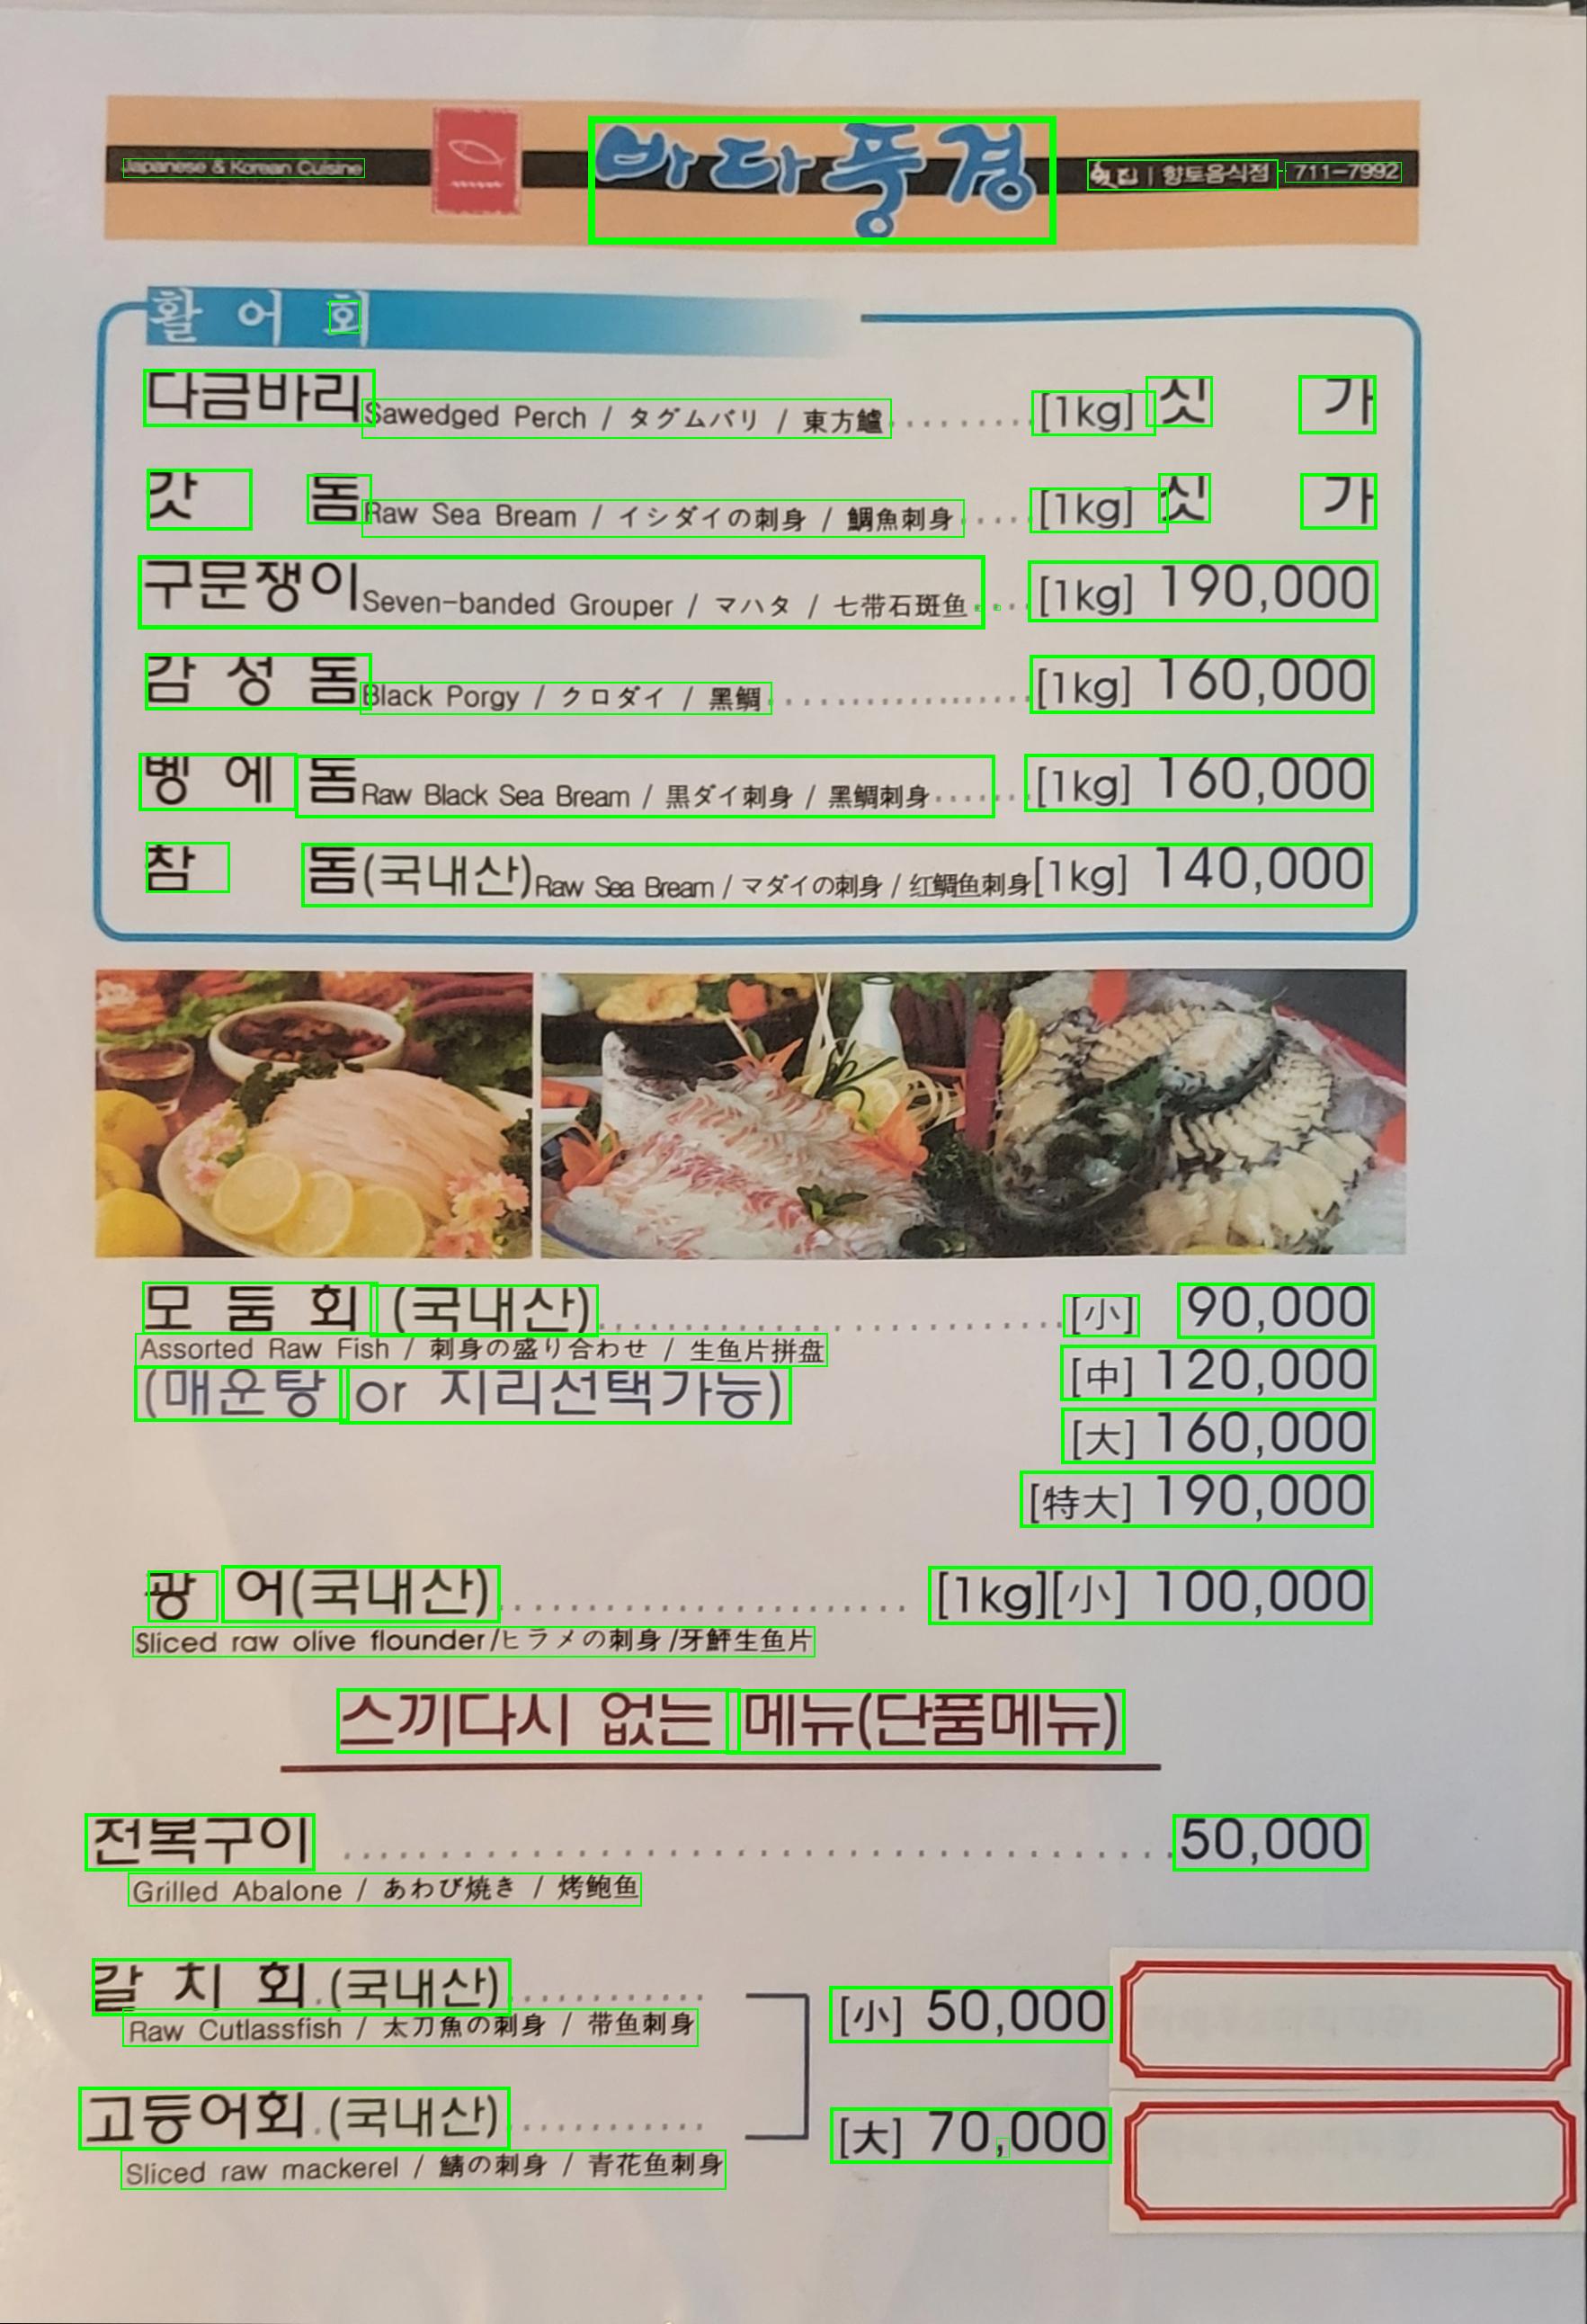 Japanese & Korean Cuisine 바다풍경 횟집 | 향토음식점 711-7992
활 어 회
다금바리 Sawedged Perch / タグムバリ / 東方鱸 ........ [1kg] 싯 가
갓 돔 Raw Sea Bream / イシダイの刺身 / 鯛魚刺身 .... [1kg] 싯 가
구문쟁이 Seven-banded Grouper / マハタ / 七带石斑鱼 .... [1kg] 190,000
감 성 돔 Black Porgy / クロダイ / 黑鯛 ................ [1kg] 160,000
벵 에 돔 Raw Black Sea Bream / 黒ダイ刺身 / 黑鲷刺身 ...... [1kg] 160,000
참 돔(국내산) Raw Sea Bream / マダイの刺身 / 红鲷鱼刺身 [1kg] 140,000
모 둠 회 (국내산) ........................ [小] 90,000
Assorted Raw Fish / 刺身の盛り合わせ / 生鱼片拼盘
[中] 120,000
(매운탕 or 지리선택가능)
[大] 160,000
[特大] 190,000
광 어(국내산) ...................... [1kg][小] 100,000
Sliced raw olive flounder/ヒラメの刺身/牙鮃生鱼片
스끼다시 없는 메뉴(단품메뉴)
전복구이 ........................................ 50,000
Grilled Abalone / あわび焼き / 烤鲍鱼
갈 치 회.(국내산) ............ [小] 50,000
Raw Cutlassfish / 太刀魚の刺身 / 带鱼刺身
고등어회.(국내산) ............ [大] 70,000
Sliced raw mackerel / 鯖の刺身 / 青花鱼刺身